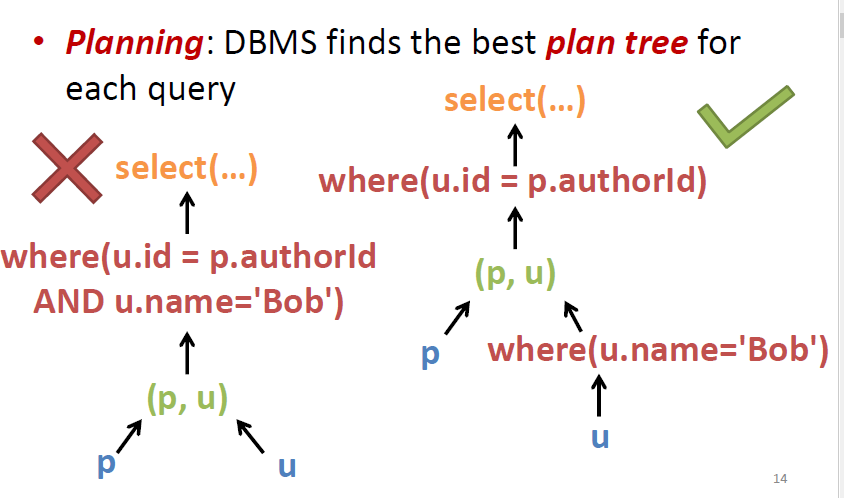 • Planning: DBMS finds the best plan tree for
each query
select(...)
where(u.id = p.authorId
AND u.name='Bob')
(p, u)
p
u
select(...)
where(u.id = p.authorId)
(p, u)
p
where(u.name='Bob')
u
14